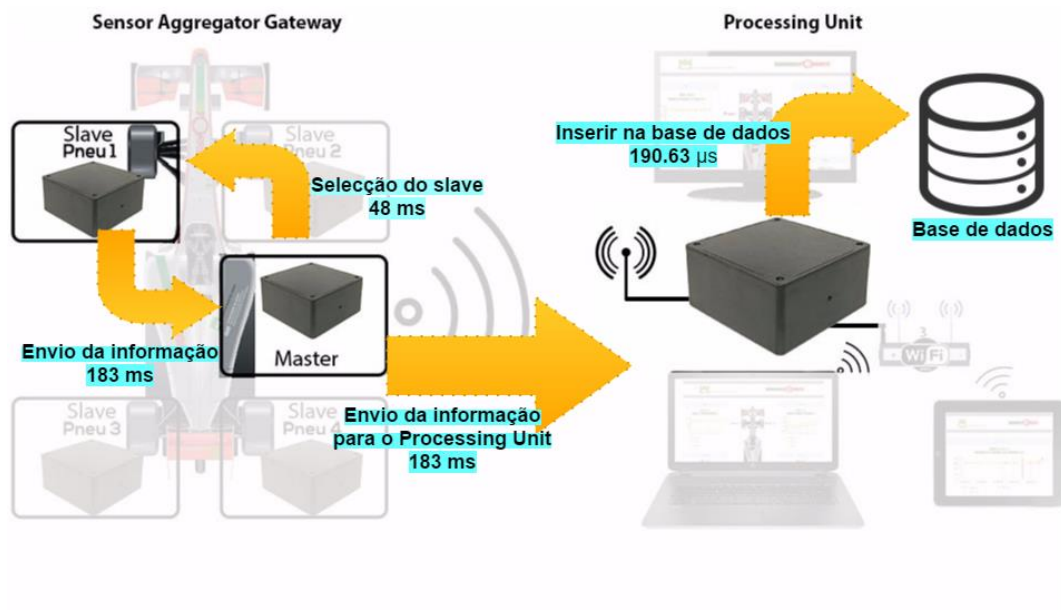 Sensor Aggregator Gateway
Processing Unit
Slave
Pneu 1
Slave
Pneu 2
Selecção do slave
48 ms
Inserir na base de dados
190.63 µs
Base de dados
Envio da informação
183 ms
Master
WiFi
Slave
Pneu 3
Slave
Pneu 4
Envio da informação
para o Processing Unit
183 ms